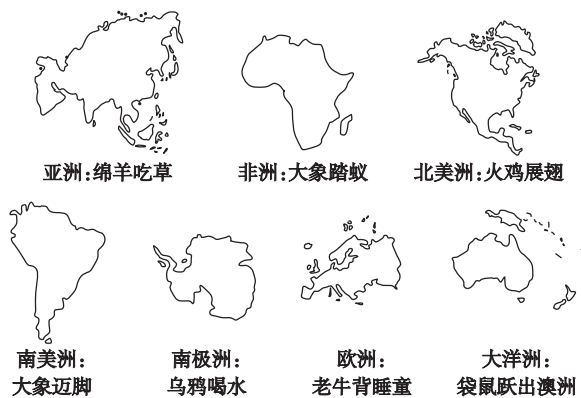 亚洲:绵羊吃草
非洲:大象踏蚁
北美洲:火鸡展翅
南美洲:
大象迈脚
南极洲:
乌鸦喝水
欧洲:
老牛背睡童
大洋洲:
袋鼠跃出澳洲